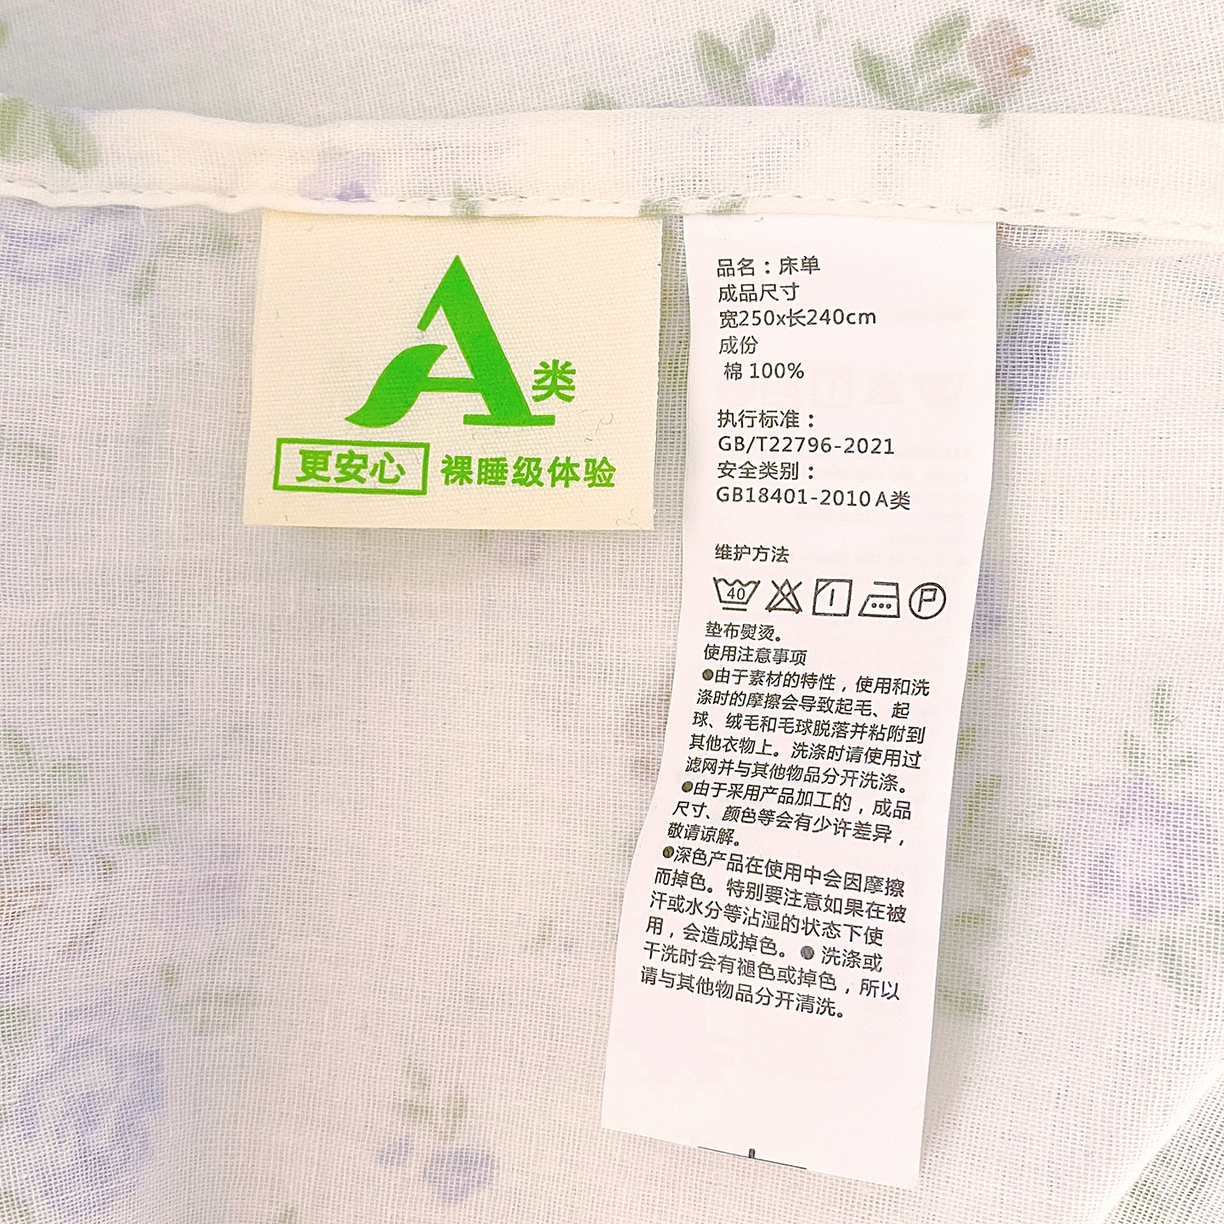 A类
更安心 裸睡级体验
品名：床单
成品尺寸
宽250x长240cm
成份
棉 100%
执行标准：
GB/T22796-2021
安全类别：
GB18401-2010 A类
维护方法
40 P
垫布熨烫。
使用注意事项
●由于素材的特性，使用和洗
涤时的摩擦会导致起毛、起
球、绒毛和毛球脱落并粘附到
其他衣物上。洗涤时请使用过
滤网并与其他物品分开洗涤。
●由于采用产品加工的，成品
尺寸、颜色等会有少许差异，
敬请谅解。
●深色产品在使用中会因摩擦
而掉色。特别要注意如果在被
汗或水分等沾湿的状态下使
用，会造成掉色。● 洗涤或
干洗时会有褪色或掉色，所以
请与其他物品分开清洗。